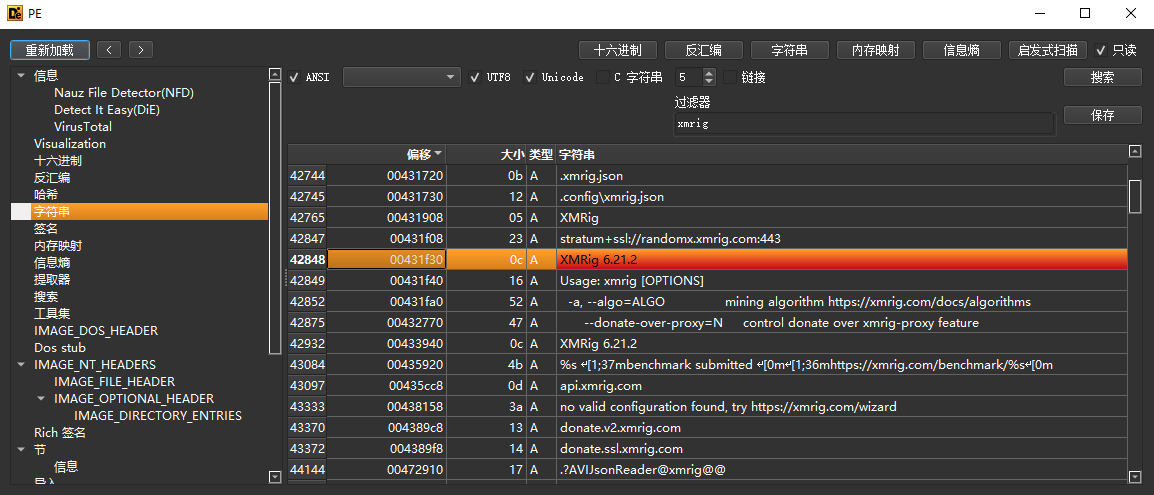 PE
重新加载 < > 十六进制 反汇编 字符串 内存映射 信息熵 启发式扫描 只读
ANSI UTF8 Unicode C 字符串 5 链接 搜索
过滤器
xmrig 保存
信息
Nauz File Detector(NFD)
Detect It Easy(DiE)
VirusTotal
Visualization
十六进制
反汇编
哈希
字符串
签名
内存映射
信息熵
提取器
搜索
工具集
IMAGE_DOS_HEADER
Dos stub
IMAGE_NT_HEADERS
IMAGE_FILE_HEADER
IMAGE_OPTIONAL_HEADER
IMAGE_DIRECTORY_ENTRIES
Rich 签名
节
信息
导入
偏移 大小 类型 字符串
42744 00431720 0b A .xmrig.json
42745 00431730 12 A .config\xmrig.json
42765 00431908 05 A XMRig
42847 00431f08 23 A stratum+ssl://randomx.xmrig.com:443
42848 00431f30 0c A XMRig 6.21.2
42849 00431f40 16 A Usage: xmrig [OPTIONS]
42852 00431fa0 52 A -a, --algo=ALGO mining algorithm https://xmrig.com/docs/algorithms
42875 00432770 47 A --donate-over-proxy=N control donate over xmrig-proxy feature
42932 00433940 0c A XMRig 6.21.2
43084 00435920 4b A %s ↵[1;37mbenchmark submitted ↵[0m↵[1;36mhttps://xmrig.com/benchmark/%s↵[0m
43097 00435cc8 0d A api.xmrig.com
43333 00438158 3a A no valid configuration found, try https://xmrig.com/wizard
43370 004389c8 13 A donate.v2.xmrig.com
43372 004389f8 14 A donate.ssl.xmrig.com
44144 00472910 17 A .?AVIJsonReader@xmrig@@